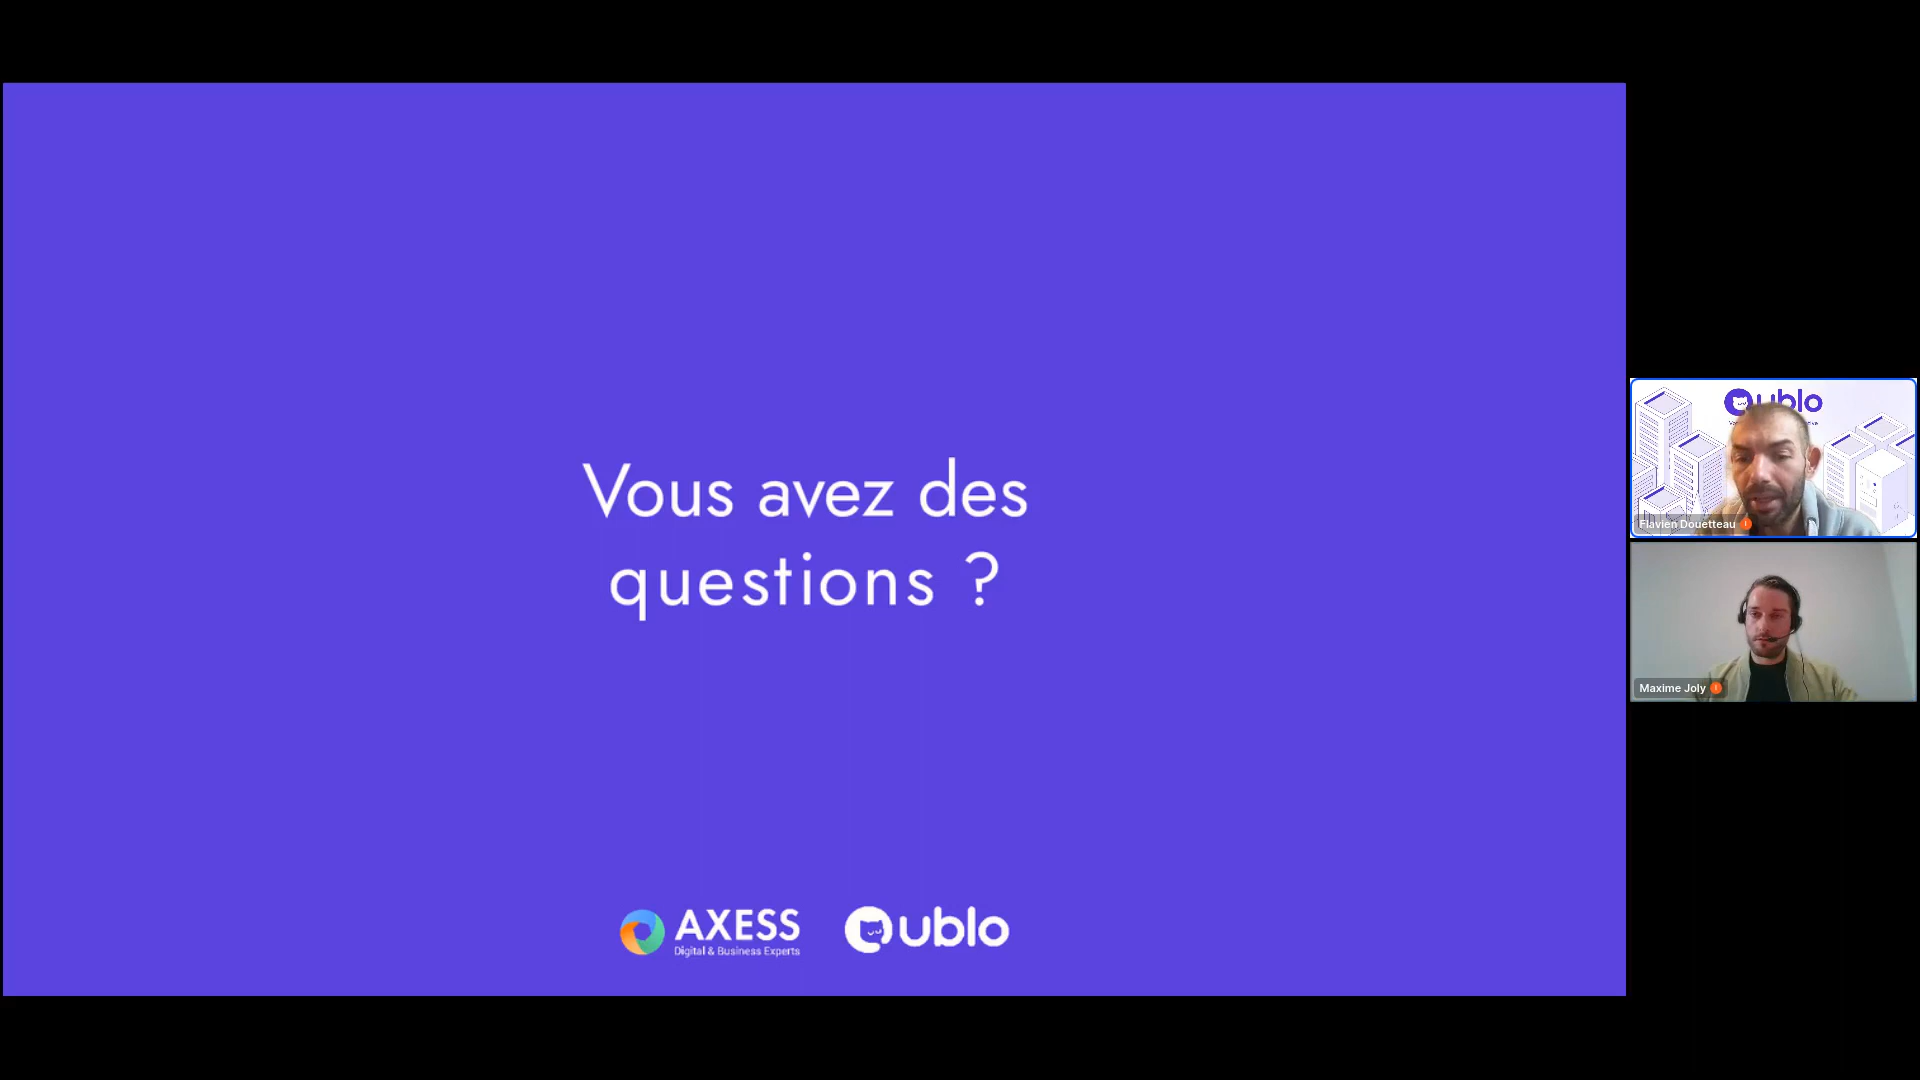 Vous avez des
questions ?
AXESS
Digital & Business Experts
ublo
ublo
Flavien Douetteau
Maxime Joly